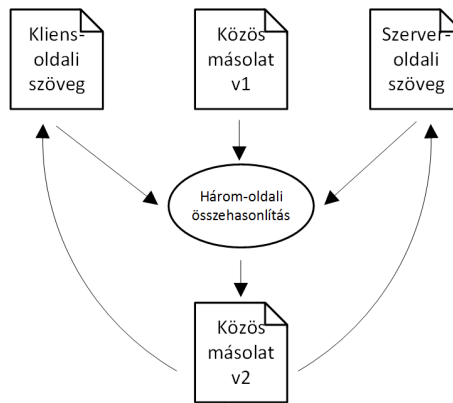 Kliens-
oldali
szöveg
Közös
másolat
v1
Szerver-
oldali
szöveg
Három-oldali
összehasonlítás
Közös
másolat
v2